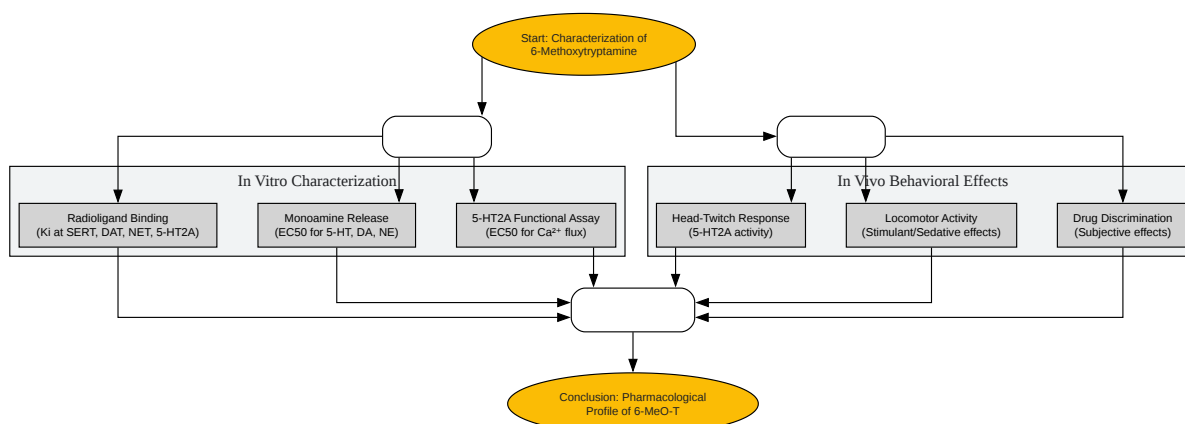 Start: Characterization of
6-Methoxytryptamine
In Vitro Characterization
In Vivo Behavioral Effects
Radioligand Binding
(Ki at SERT, DAT, NET, 5-HT2A)
Monoamine Release
(EC50 for 5-HT, DA, NE)
5-HT2A Functional Assay
(EC50 for Ca²⁺ flux)
Head-Twitch Response
(5-HT2A activity)
Locomotor Activity
(Stimulant/Sedative effects)
Drug Discrimination
(Subjective effects)
Conclusion: Pharmacological
Profile of 6-MeO-T